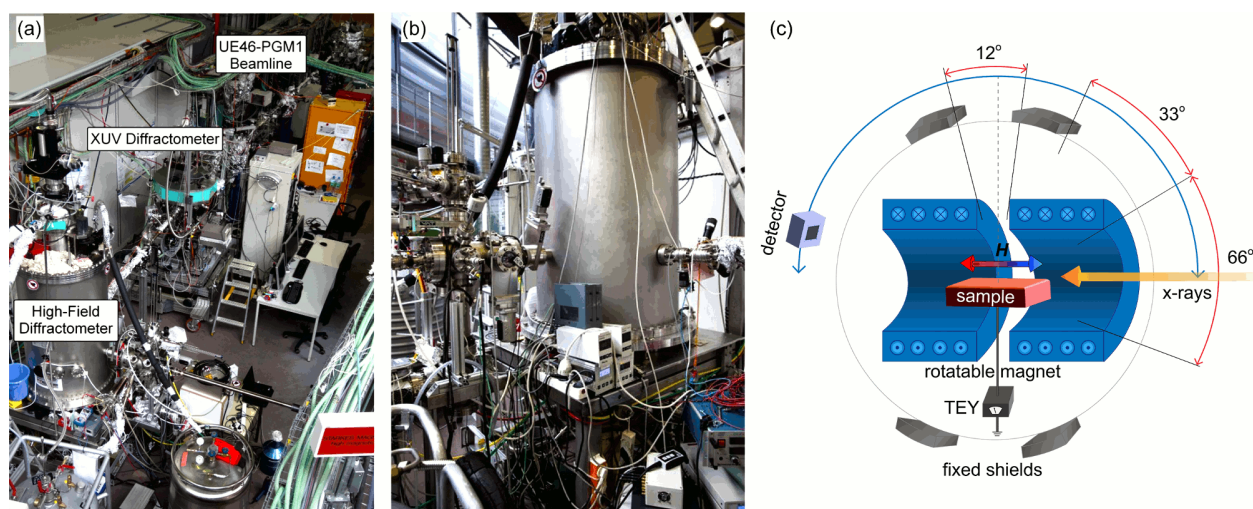 (a)
UE46-PGM1
Beamline
XUV Diffractometer
High-Field
Diffractometer
(b)
(c)
12°
33°
detector
H
66°
sample
x-rays
rotatable magnet
TEY
fixed shields